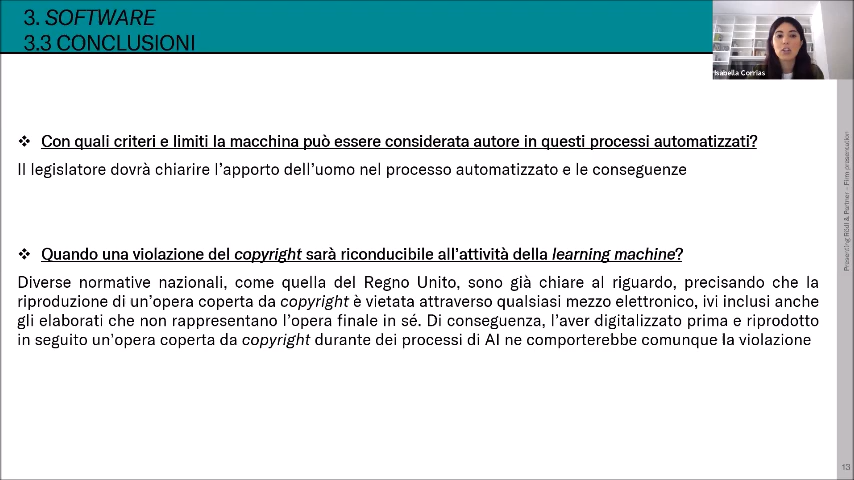 3. SOFTWARE
3.3 CONCLUSIONI
Isabella Corrias
❖ Con quali criteri e limiti la macchina può essere considerata autore in questi processi automatizzati?
Il legislatore dovrà chiarire l’apporto dell’uomo nel processo automatizzato e le conseguenze
❖ Quando una violazione del copyright sarà riconducibile all’attività della learning machine?
Diverse normative nazionali, come quella del Regno Unito, sono già chiare al riguardo, precisando che la
riproduzione di un’opera coperta da copyright è vietata attraverso qualsiasi mezzo elettronico, ivi inclusi anche
gli elaborati che non rappresentano l’opera finale in sé. Di conseguenza, l’aver digitalizzato prima e riprodotto
in seguito un’opera coperta da copyright durante dei processi di AI ne comporterebbe comunque la violazione
Presenting Rödl & Partner – Firm presentation
13